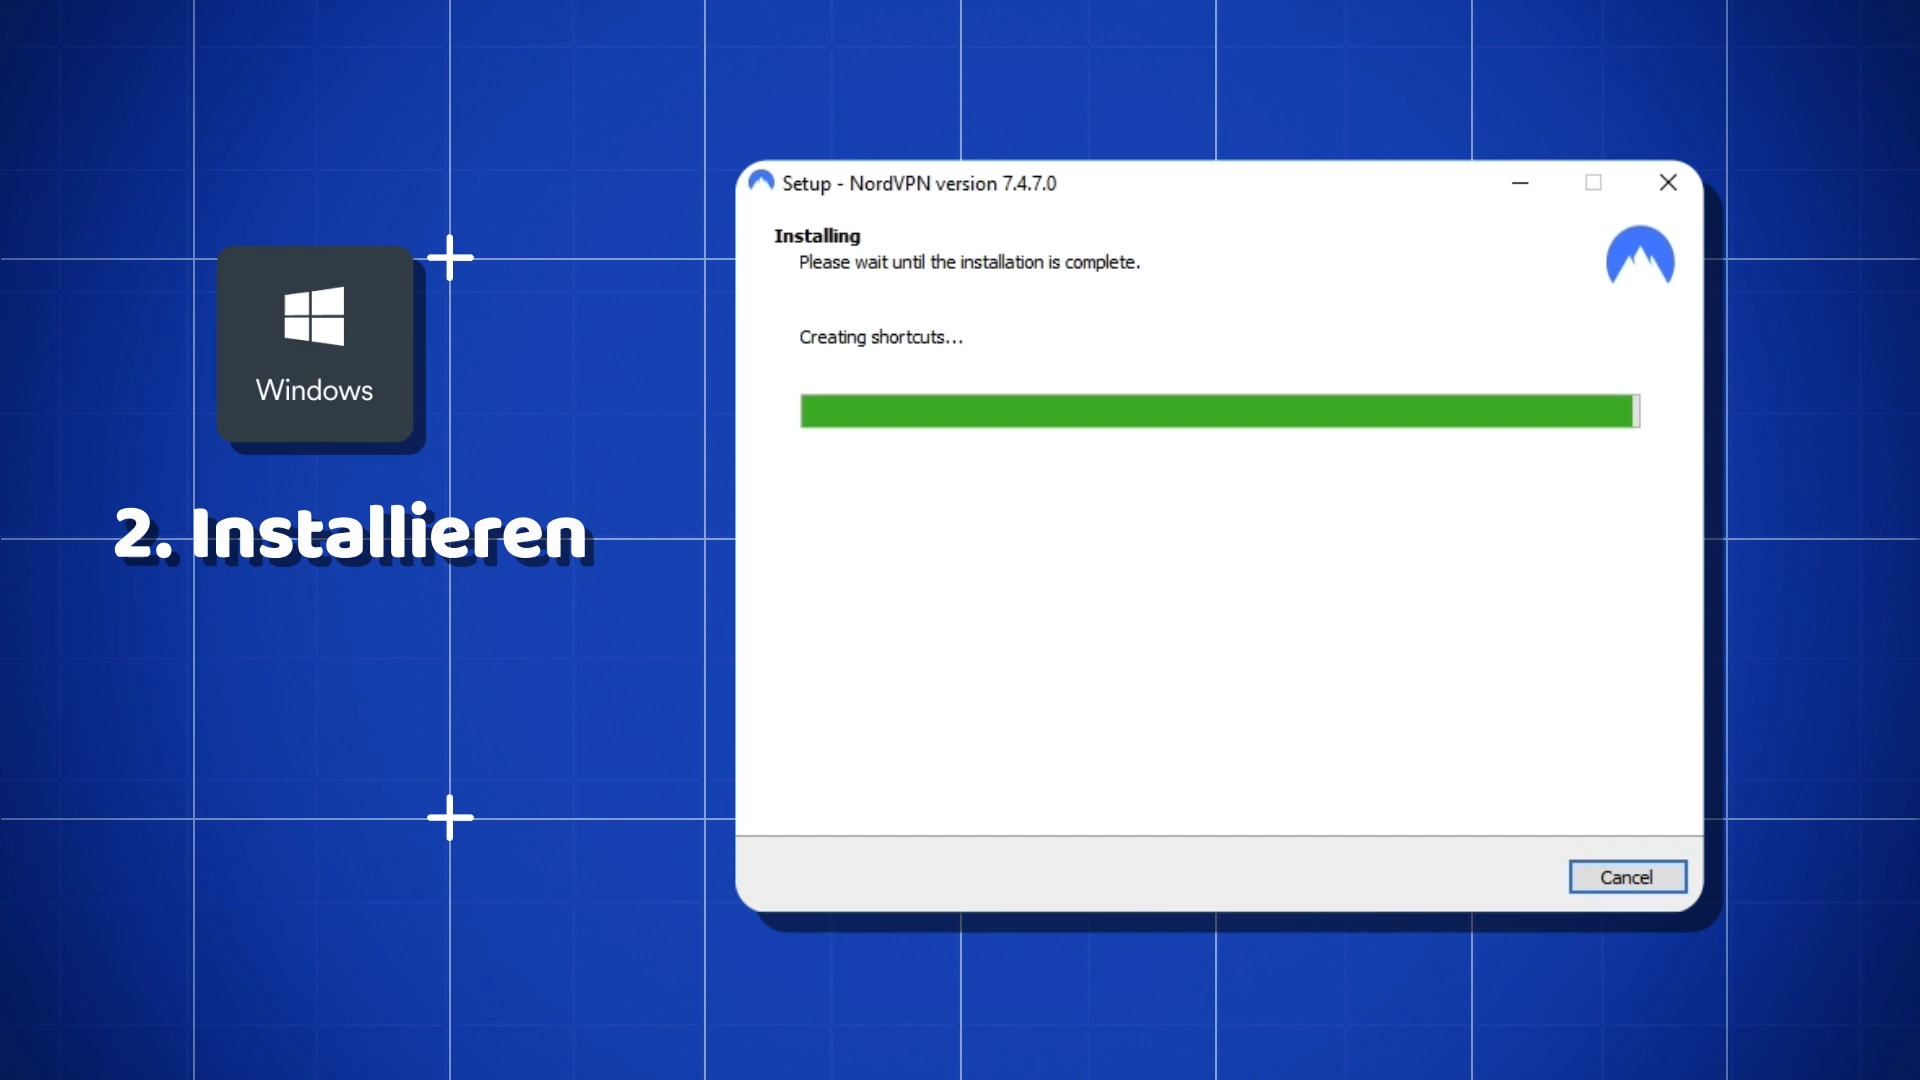 Windows
2. Installieren
Setup - NordVPN version 7.4.7.0
Installing
Please wait until the installation is complete.
Creating shortcuts...
Cancel